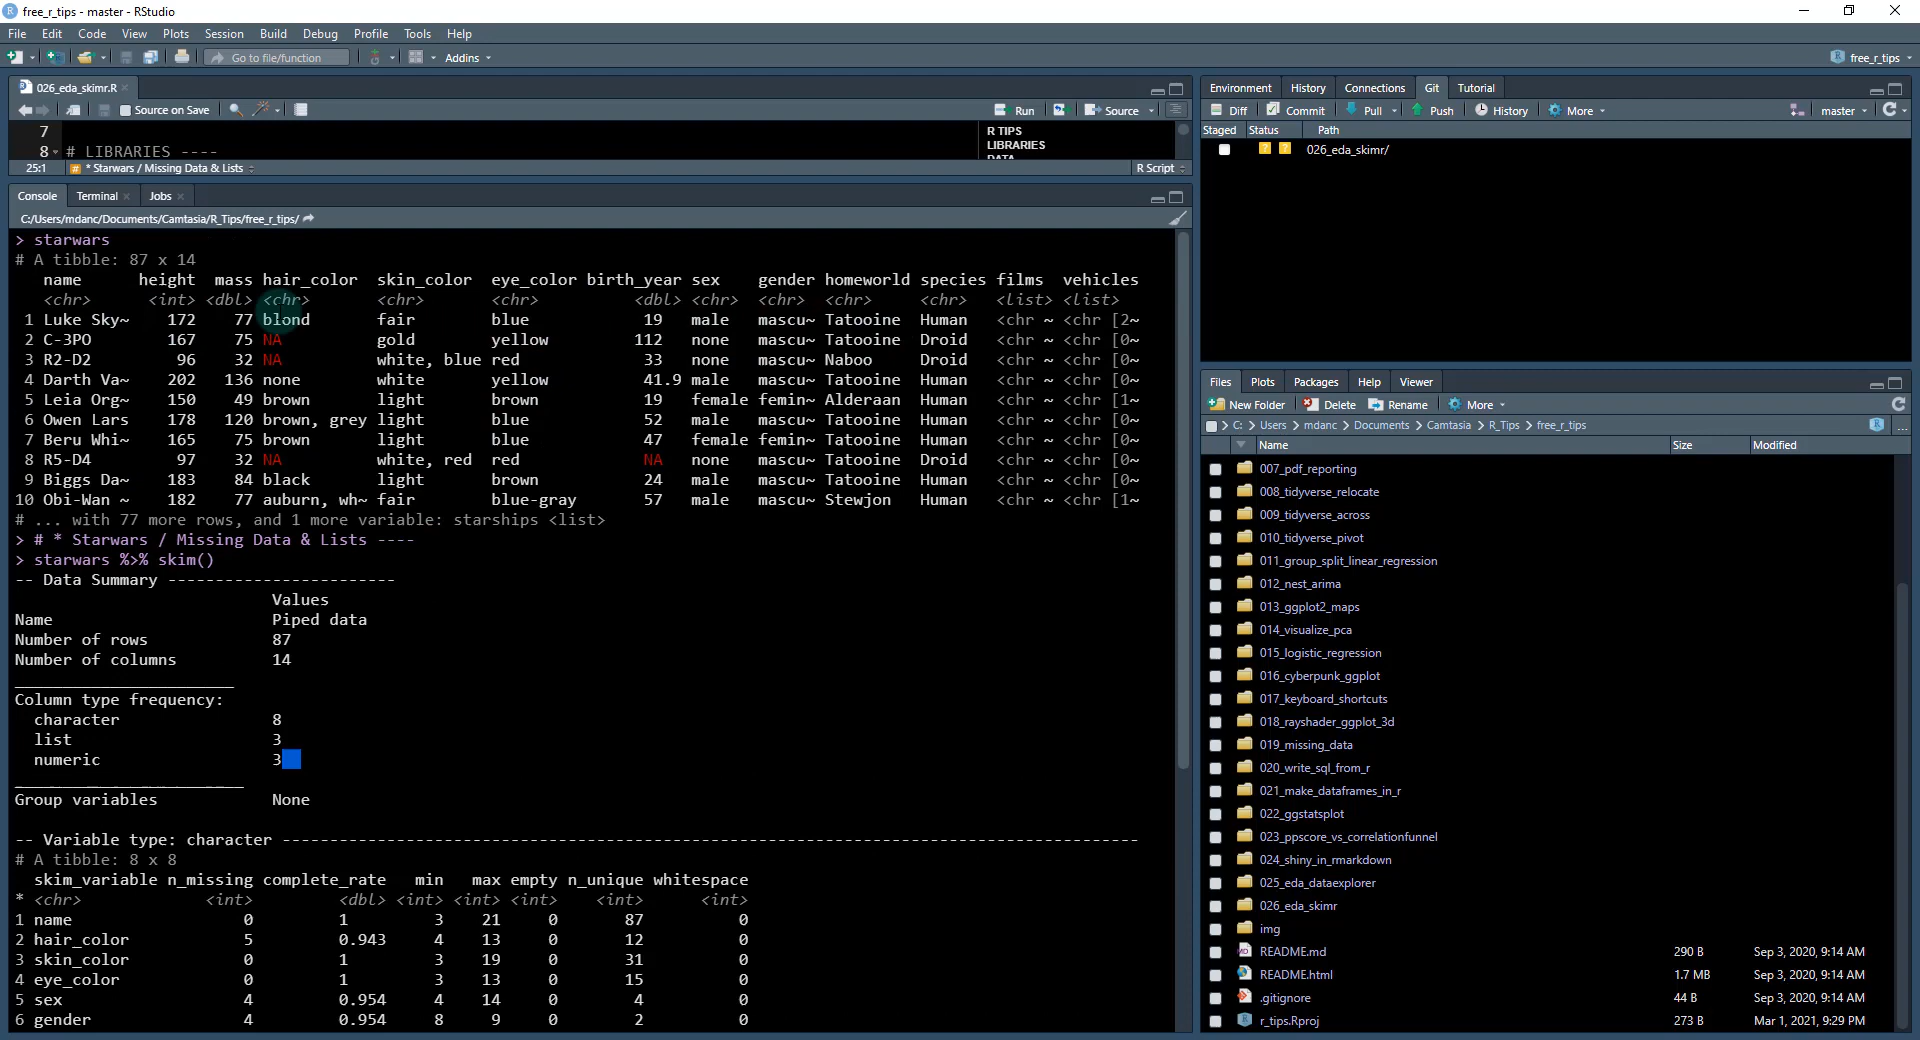 free_r_tips - master - RStudio
File Edit Code View Plots Session Build Debug Profile Tools Help
Go to file/function Addins free_r_tips
026_eda_skimr.R
Source on Save Run Source
7
8 # LIBRARIES ----
R TIPS
LIBRARIES
DATA
25:1 # * Starwars / Missing Data & Lists R Script
Console Terminal Jobs
C:/Users/mdanc/Documents/Camtasia/R_Tips/free_r_tips/
> starwars
# A tibble: 87 x 14
name height mass hair_color skin_color eye_color birth_year sex gender homeworld species films vehicles
<chr> <int> <dbl> <chr> <chr> <chr> <dbl> <chr> <chr> <chr> <chr> <list> <list>
1 Luke Sky~ 172 77 blond fair blue 19 male mascu~ Tatooine Human <chr ~ <chr [2~
2 C-3PO 167 75 NA gold yellow 112 none mascu~ Tatooine Droid <chr ~ <chr [0~
3 R2-D2 96 32 NA white, blue red 33 none mascu~ Naboo Droid <chr ~ <chr [0~
4 Darth Va~ 202 136 none white yellow 41.9 male mascu~ Tatooine Human <chr ~ <chr [0~
5 Leia Org~ 150 49 brown light brown 19 female femin~ Alderaan Human <chr ~ <chr [1~
6 Owen Lars 178 120 brown, grey light blue 52 male mascu~ Tatooine Human <chr ~ <chr [0~
7 Beru Whi~ 165 75 brown light blue 47 female femin~ Tatooine Human <chr ~ <chr [0~
8 R5-D4 97 32 NA white, red red NA none mascu~ Tatooine Droid <chr ~ <chr [0~
9 Biggs Da~ 183 84 black light brown 24 male mascu~ Tatooine Human <chr ~ <chr [0~
10 Obi-Wan ~ 182 77 auburn, wh~ fair blue-gray 57 male mascu~ Stewjon Human <chr ~ <chr [1~
# ... with 77 more rows, and 1 more variable: starships <list>
> # * Starwars / Missing Data & Lists ----
> starwars %>% skim()
-- Data Summary ------------------------
Values
Name Piped data
Number of rows 87
Number of columns 14
_______________________
Column type frequency:
character 8
list 3
numeric 3
________________________
Group variables None
-- Variable type: character ------------------------------------------------------------------------------------------
# A tibble: 8 x 8
skim_variable n_missing complete_rate min max empty n_unique whitespace
* <chr> <int> <dbl> <int> <int> <int> <int> <int>
1 name 0 1 3 21 0 87 0
2 hair_color 5 0.943 4 13 0 12 0
3 skin_color 0 1 3 19 0 31 0
4 eye_color 0 1 3 13 0 15 0
5 sex 4 0.954 4 14 0 4 0
6 gender 4 0.954 8 9 0 2 0
Environment History Connections Git Tutorial
Diff Commit Pull Push History More master
Staged Status Path
? ? 026_eda_skimr/
Files Plots Packages Help Viewer
New Folder Delete Rename More
C: > Users > mdanc > Documents > Camtasia > R_Tips > free_r_tips ...
Name Size Modified
007_pdf_reporting
008_tidyverse_relocate
009_tidyverse_across
010_tidyverse_pivot
011_group_split_linear_regression
012_nest_arima
013_ggplot2_maps
014_visualize_pca
015_logistic_regression
016_cyberpunk_ggplot
017_keyboard_shortcuts
018_rayshader_ggplot_3d
019_missing_data
020_write_sql_from_r
021_make_dataframes_in_r
022_ggstatsplot
023_ppscore_vs_correlationfunnel
024_shiny_in_rmarkdown
025_eda_dataexplorer
026_eda_skimr
img
README.md 290 B Sep 3, 2020, 9:14 AM
README.html 1.7 MB Sep 3, 2020, 9:14 AM
.gitignore 44 B Sep 3, 2020, 9:14 AM
r_tips.Rproj 273 B Mar 1, 2021, 9:29 PM